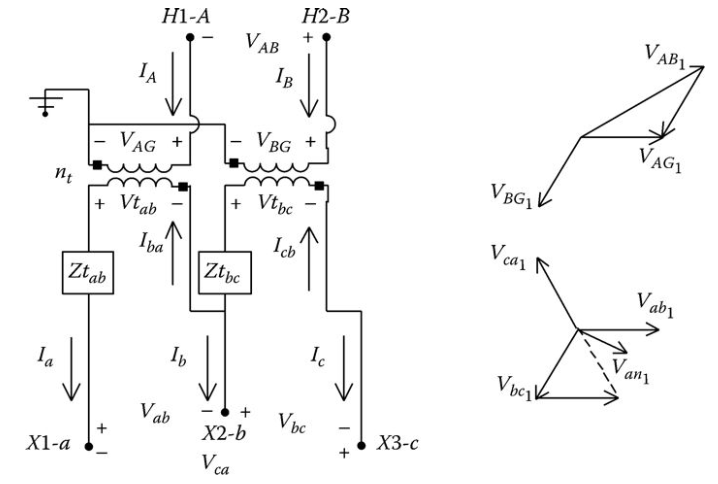 H1-A
H2-B
− V_AB +
I_A
I_B
V_AB1
− V_AG + − V_BG +
V_AG1
n_t
V_BG1
+ Vt_ab − + Vt_bc −
I_ba
I_cb
V_ca1
Zt_ab
Zt_bc
V_ab1
I_a
I_b
I_c
V_an1
V_bc1
V_ab − + V_bc −
+
X1-a −
X2-b
+ X3-c
V_ca